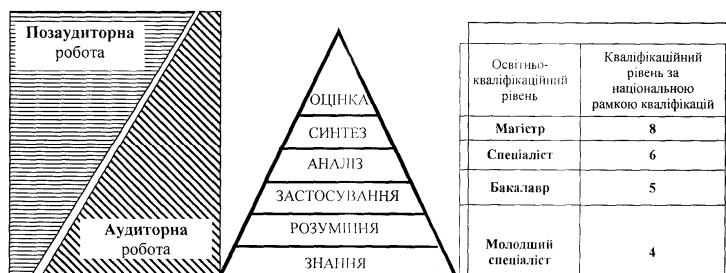 Позаудиторна
робота
Аудиторна
робота
ОЦІНКА
СИНТЕЗ
АНАЛІЗ
ЗАСТОСУВАННЯ
РОЗУМІННЯ
ЗНАННЯ
Освітньо-
кваліфікаційний
рівень
Кваліфікаційний
рівень за
національною
рамкою кваліфікацій
Магістр 8
Спеціаліст 6
Бакалавр 5
Молодший
спеціаліст 4